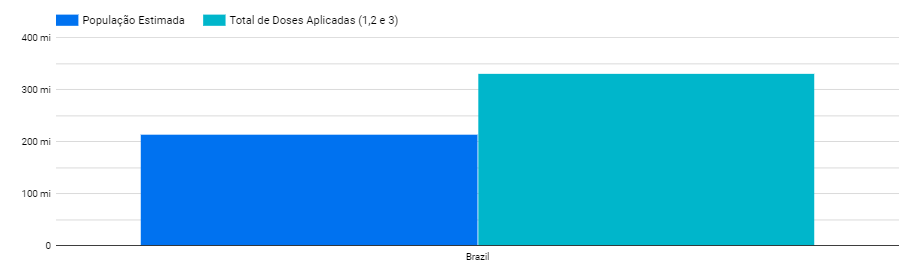 População Estimada
Total de Doses Aplicadas (1,2 e 3)
400 mi
300 mi
200 mi
100 mi
0
Brazil